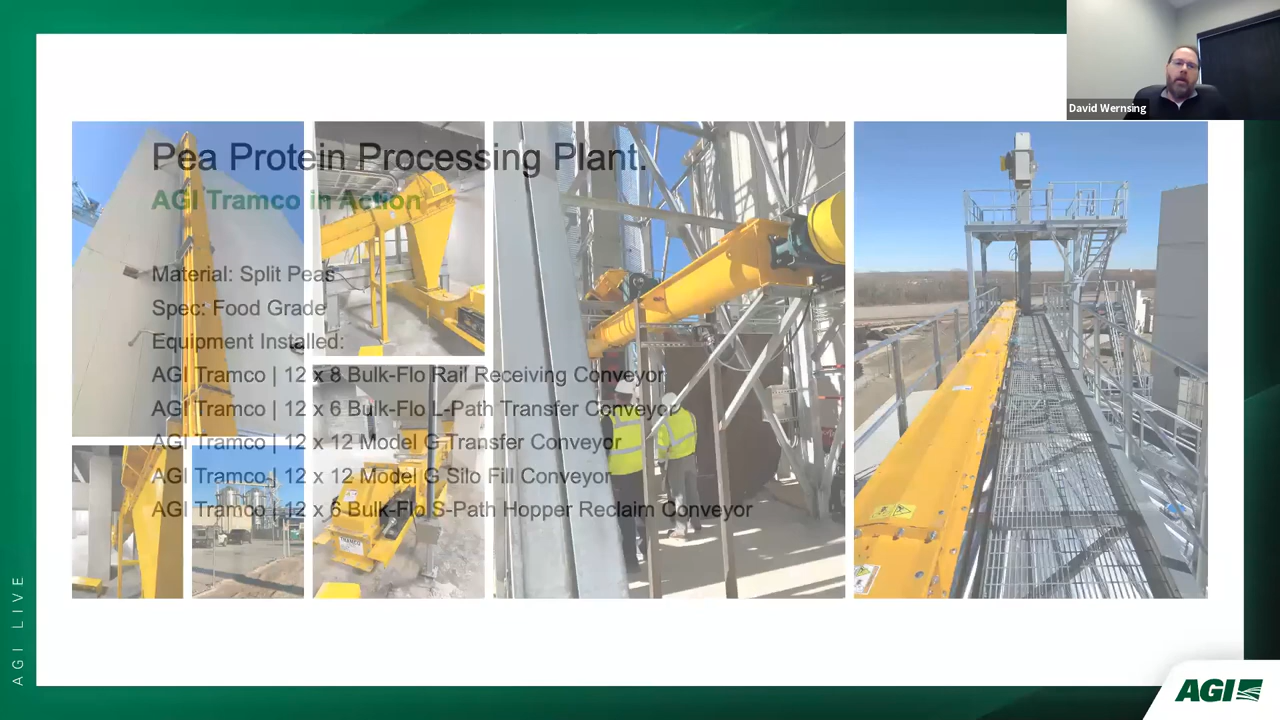 David Wernsing
Pea Protein Processing Plant.
AGI Tramco in Action
Material: Split Peas
Spec: Food Grade
Equipment Installed:
AGI Tramco | 12 x 8 Bulk-Flo Rail Receiving Conveyor
AGI Tramco | 12 x 6 Bulk-Flo L-Path Transfer Conveyor
AGI Tramco | 12 x 12 Model G Transfer Conveyor
AGI Tramco | 12 x 12 Model G Silo Fill Conveyor
AGI Tramco | 12 x 6 Bulk-Flo S-Path Hopper Reclaim Conveyor
AGI LIVE
AGI